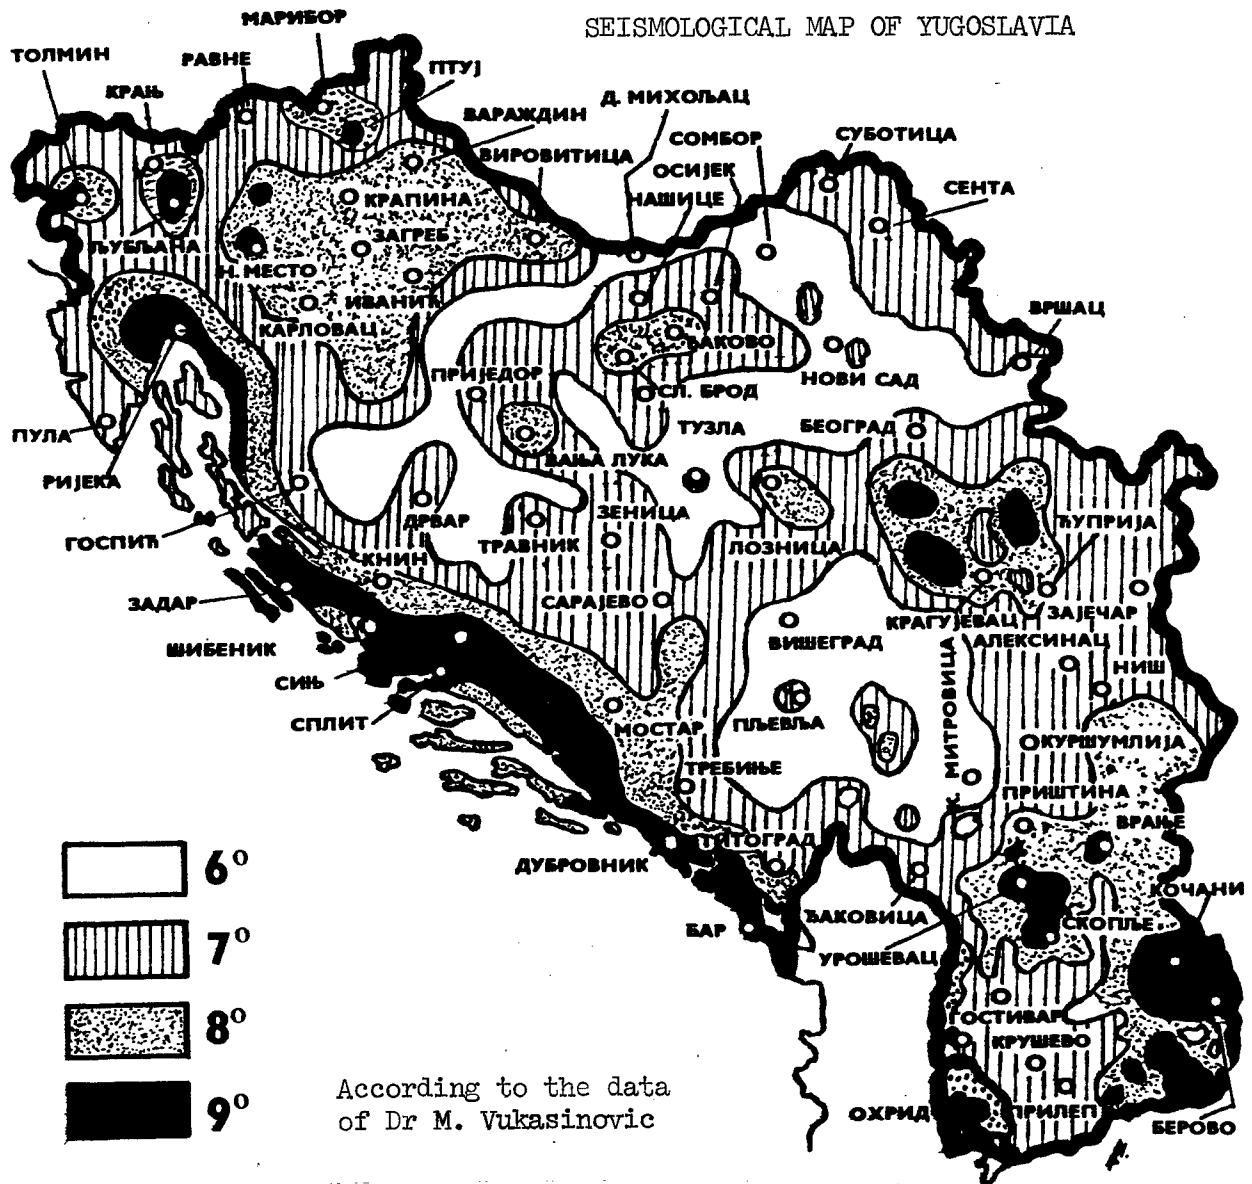 SEISMOLOGICAL MAP OF YUGOSLAVIA
МАРИБОР
ТОЛМИН
РАВНЕ
ПТУЈ
КРАЊ
Д. МИХОЉАЦ
ВАРАЖДИН
СОМБОР
СУБОТИЦА
ВИРОВИТИЦА
ОСИЈЕК
СЕНТА
НАШИЦЕ
КРАПИНА
ЗАГРЕБ
ЉУБЉАНА
Н. МЕСТО
ИВАНИЋ
КАРЛОВАЦ
ВРШАЦ
ЂАКОВО
ПРИЈЕДОР
НОВИ САД
СЛ. БРОД
ПУЛА
ТУЗЛА
БЕОГРАД
БАЊА ЛУКА
РИЈЕКА
ДРВАР
ЗЕНИЦА
ЋУПРИЈА
ГОСПИЋ
ТРАВНИК
ЛОЗНИЦА
КНИН
ЗАДАР
САРАЈЕВО
ЗАЈЕЧАР
КРАГУЈЕВАЦ
ШИБЕНИК
ВИШЕГРАД
АЛЕКСИНАЦ
НИШ
СИЊ
СПЛИТ
ПЉЕВЉА
МОСТАР
К. МИТРОВИЦА
КУРШУМЛИЈА
ТРЕБИЊЕ
ПРИШТИНА
ВРАЊЕ
ТИТОГРАД
ДУБРОВНИК
КОЧАНИ
ЂАКОВИЦА
БАР
СКОПЉЕ
УРОШЕВАЦ
ГОСТИВАР
КРУШЕВО
ОХРИД
ПРИЛЕП
БЕРОВО
6°
7°
8°
9°
According to the data
of Dr M. Vukasinovic